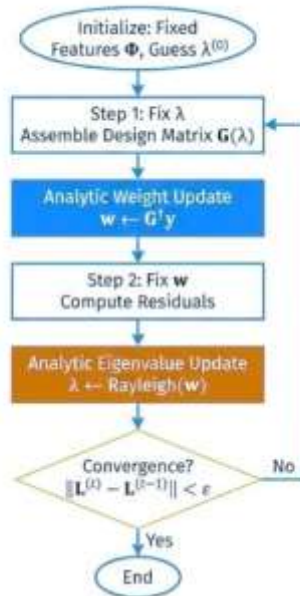 Initialize: Fixed
Features Φ, Guess λ⁽⁰⁾
Step 1: Fix λ
Assemble Design Matrix G(λ)
Analytic Weight Update
w ← G†y
Step 2: Fix w
Compute Residuals
Analytic Eigenvalue Update
λ ← Rayleigh(w)
Convergence?
‖L⁽ᵗ⁾ − L⁽ᵗ⁻¹⁾‖ < ε
No
Yes
End